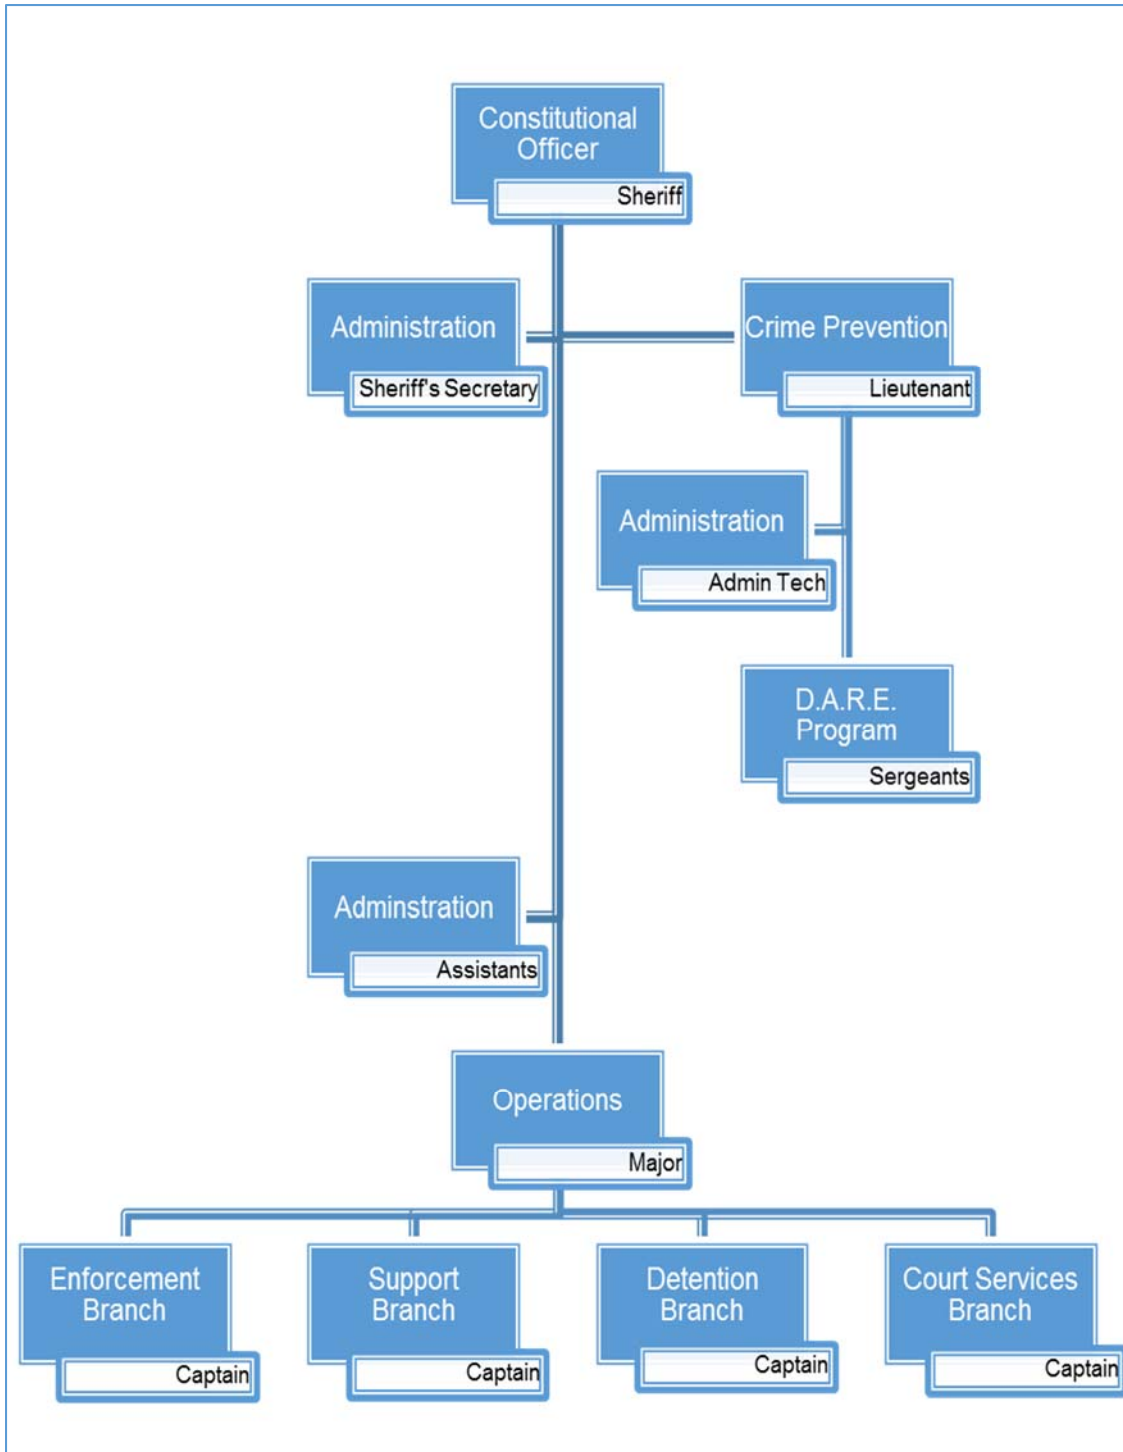 Constitutional
Officer
Sheriff
Administration
Sheriff's Secretary
Crime Prevention
Lieutenant
Administration
Admin Tech
D.A.R.E.
Program
Sergeants
Adminstration
Assistants
Operations
Major
Enforcement
Branch
Captain
Support
Branch
Captain
Detention
Branch
Captain
Court Services
Branch
Captain